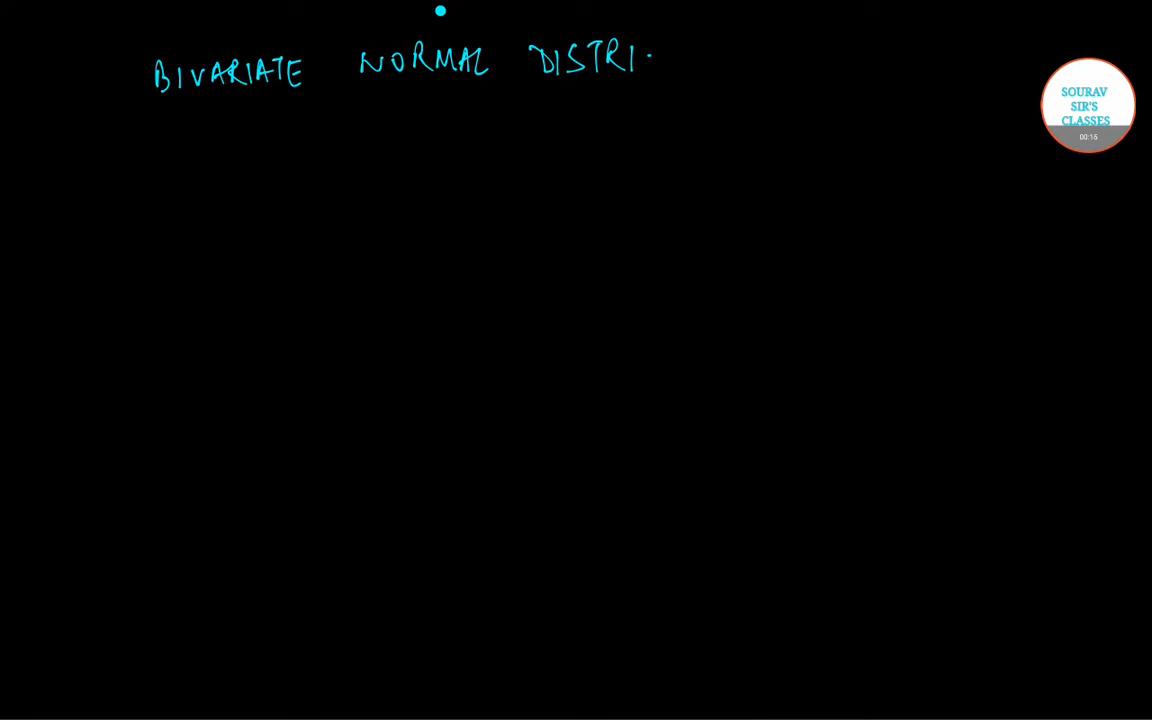 BIVARIATE NORMAL DISTRI.
SOURAV
SIR'S
CLASSES
00:15